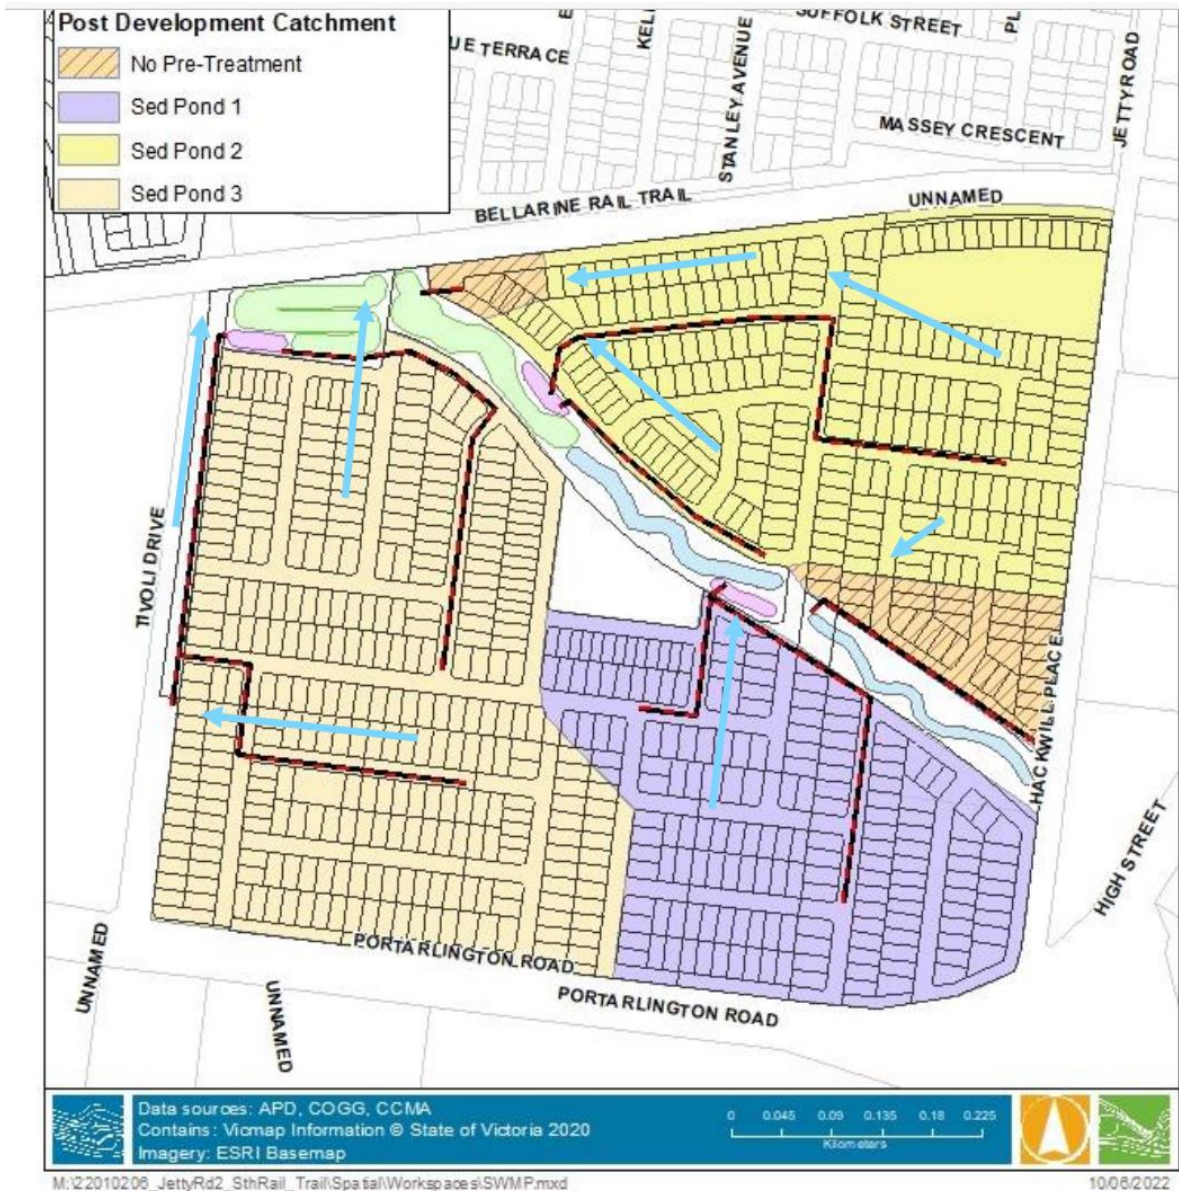 Post Development Catchment
No Pre-Treatment
Sed Pond 1
Sed Pond 2
Sed Pond 3
UE TERRACE
KEL
STANLEY AVENUE
SUFFOLK STREET
PL
JETTY ROAD
MASSEY CRESCENT
BELLARINE RAIL TRAIL
UNNAMED
TIVOLI DRIVE
HACKWILL PLACE
HIGH STREET
PORTARLINGTON ROAD
PORTARLINGTON ROAD
UNNAMED
UNNAMED
Data sources: APD, COGG, CCMA
Contains: Vicmap Information © State of Victoria 2020
Imagery: ESRI Basemap
0 0.045 0.09 0.135 0.18 0.225
Kilometers
M:\22010206_JettyRd2_SthRail_Trail\Spatial\Workspaces\SWMP.mxd
10/06/2022